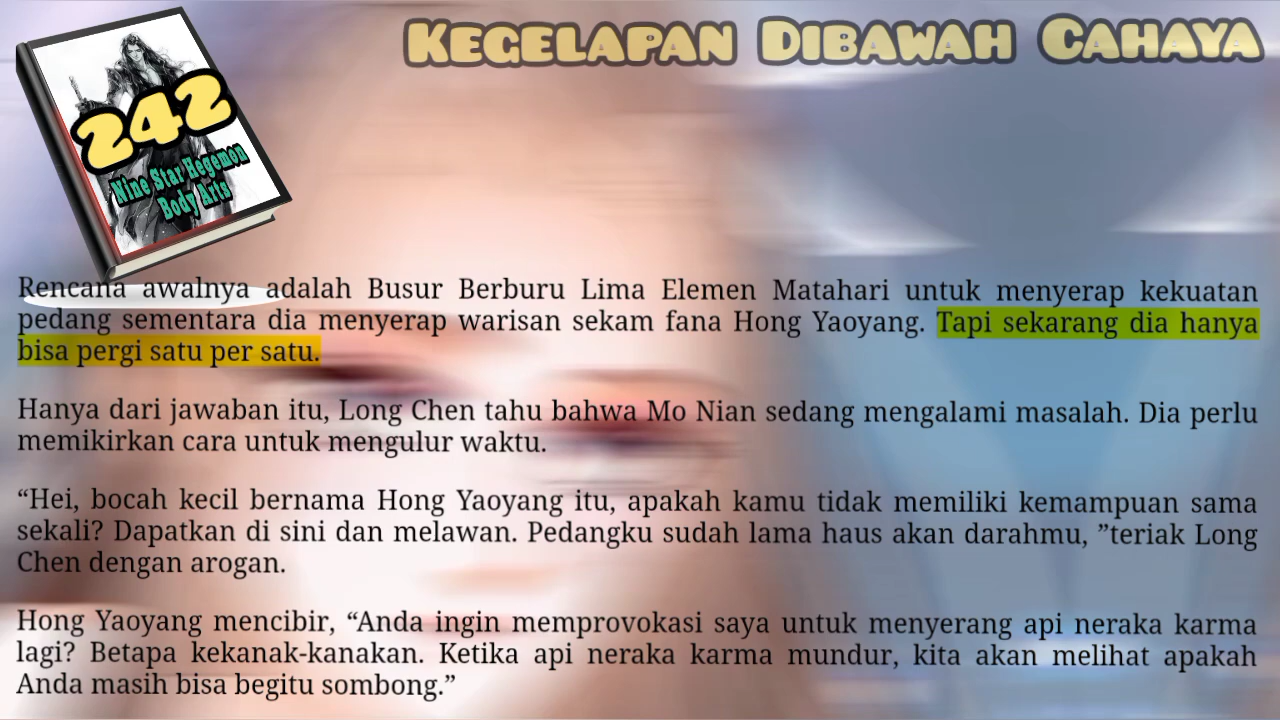 KEGELAPAN DIBAWAH CAHAYA
242
Nine Star Hegemon
Body Arts
Rencana awalnya adalah Busur Berburu Lima Elemen Matahari untuk menyerap kekuatan
pedang sementara dia menyerap warisan sekam fana Hong Yaoyang. Tapi sekarang dia hanya
bisa pergi satu per satu.
Hanya dari jawaban itu, Long Chen tahu bahwa Mo Nian sedang mengalami masalah. Dia perlu
memikirkan cara untuk mengulur waktu.
“Hei, bocah kecil bernama Hong Yaoyang itu, apakah kamu tidak memiliki kemampuan sama
sekali? Dapatkan di sini dan melawan. Pedangku sudah lama haus akan darahmu, ”teriak Long
Chen dengan arogan.
Hong Yaoyang mencibir, “Anda ingin memprovokasi saya untuk menyerang api neraka karma
lagi? Betapa kekanak-kanakan. Ketika api neraka karma mundur, kita akan melihat apakah
Anda masih bisa begitu sombong.”